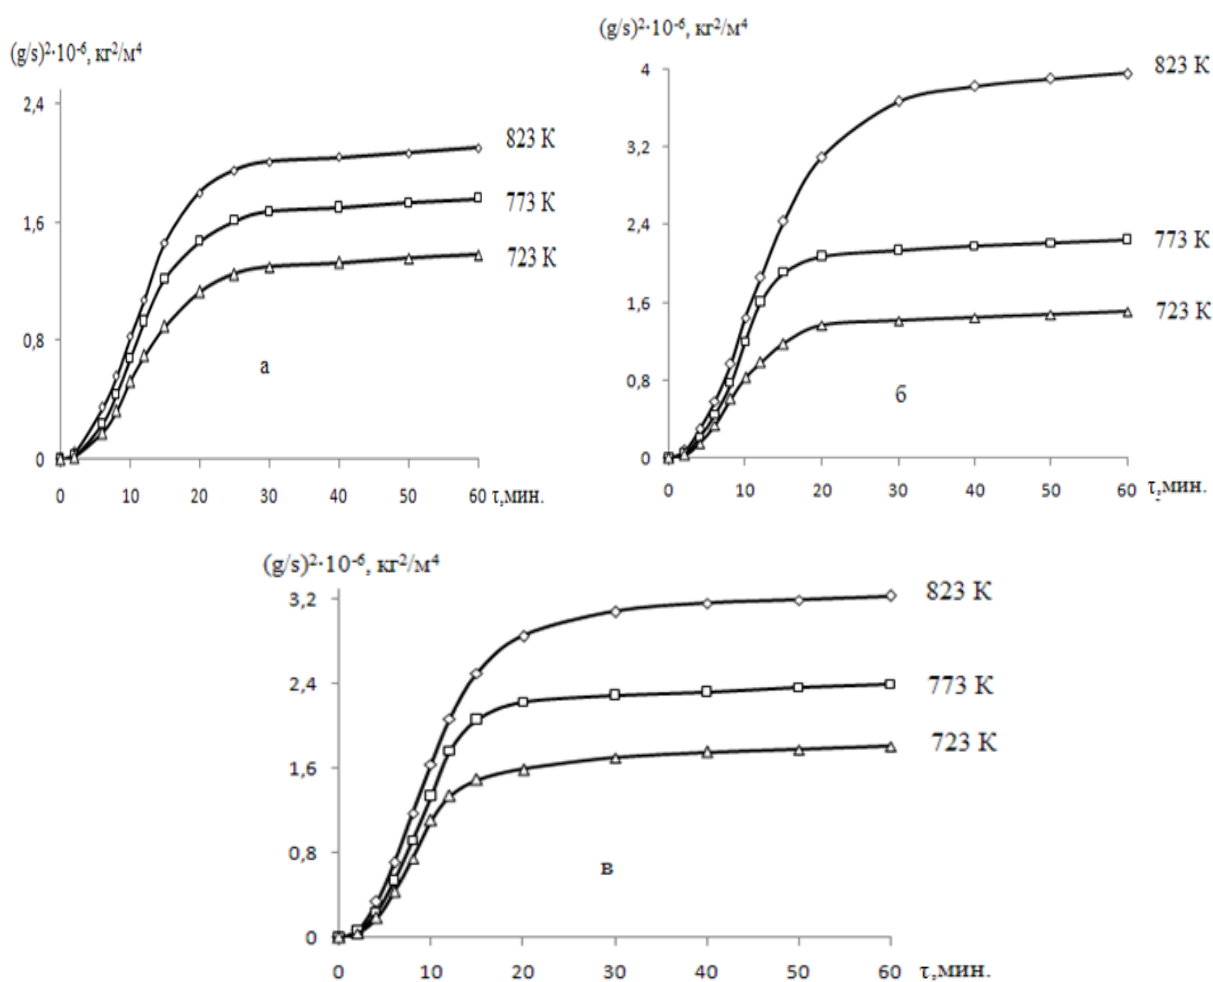 (g/s)²·10⁻⁶, кг²/м⁴
2,4
1,6
0,8
0
0 10 20 30 40 50 60 τ,мин.
823 К
773 К
723 К
а
(g/s)²·10⁻⁶, кг²/м⁴
4
3,2
2,4
1,6
0,8
0
0 10 20 30 40 50 60 τ,мин.
823 К
773 К
723 К
б
(g/s)²·10⁻⁶, кг²/м⁴
3,2
2,4
1,6
0,8
0
0 10 20 30 40 50 60 τ,мин.
823 К
773 К
723 К
в